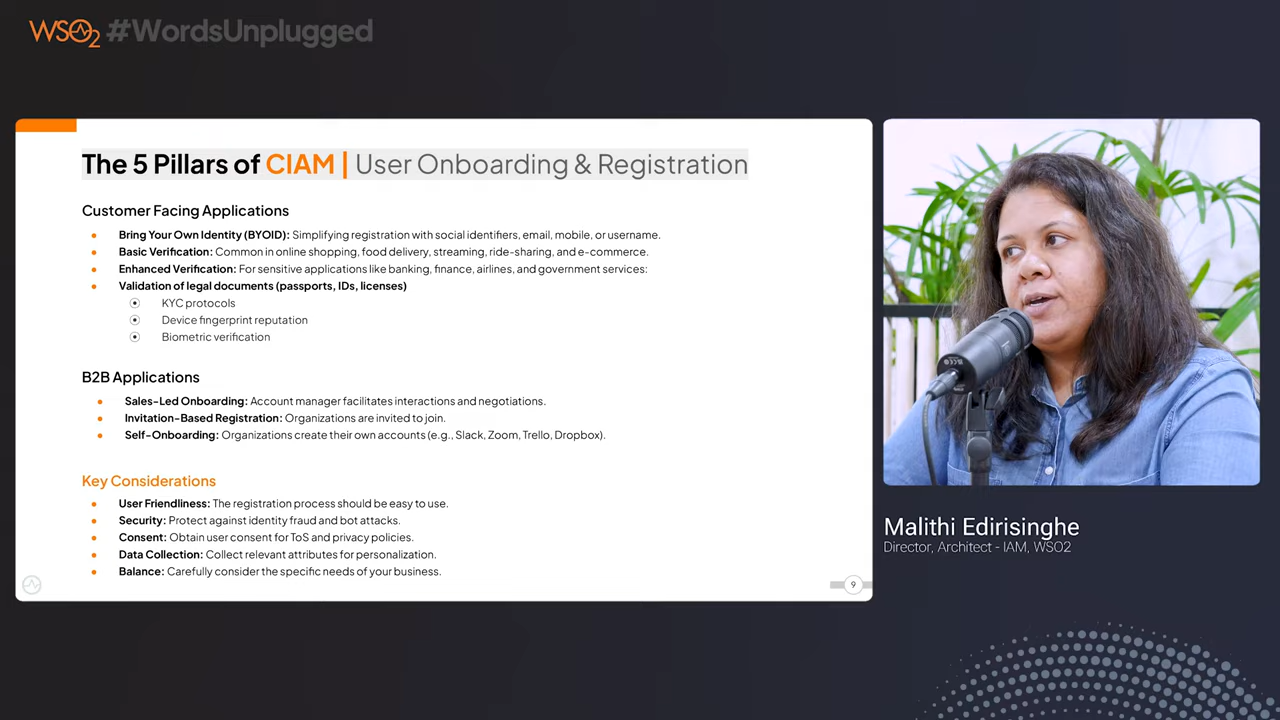 WSO2 #WordsUnplugged
The 5 Pillars of CIAM | User Onboarding & Registration
Customer Facing Applications
Bring Your Own Identity (BYOID): Simplifying registration with social identifiers, email, mobile, or username.
Basic Verification: Common in online shopping, food delivery, streaming, ride-sharing, and e-commerce.
Enhanced Verification: For sensitive applications like banking, finance, airlines, and government services:
Validation of legal documents (passports, IDs, licenses)
KYC protocols
Device fingerprint reputation
Biometric verification
B2B Applications
Sales-Led Onboarding: Account manager facilitates interactions and negotiations.
Invitation-Based Registration: Organizations are invited to join.
Self-Onboarding: Organizations create their own accounts (e.g., Slack, Zoom, Trello, Dropbox).
Key Considerations
User Friendliness: The registration process should be easy to use.
Security: Protect against identity fraud and bot attacks.
Consent: Obtain user consent for ToS and privacy policies.
Data Collection: Collect relevant attributes for personalization.
Balance: Carefully consider the specific needs of your business.
9
Malithi Edirisinghe
Director, Architect - IAM, WSO2